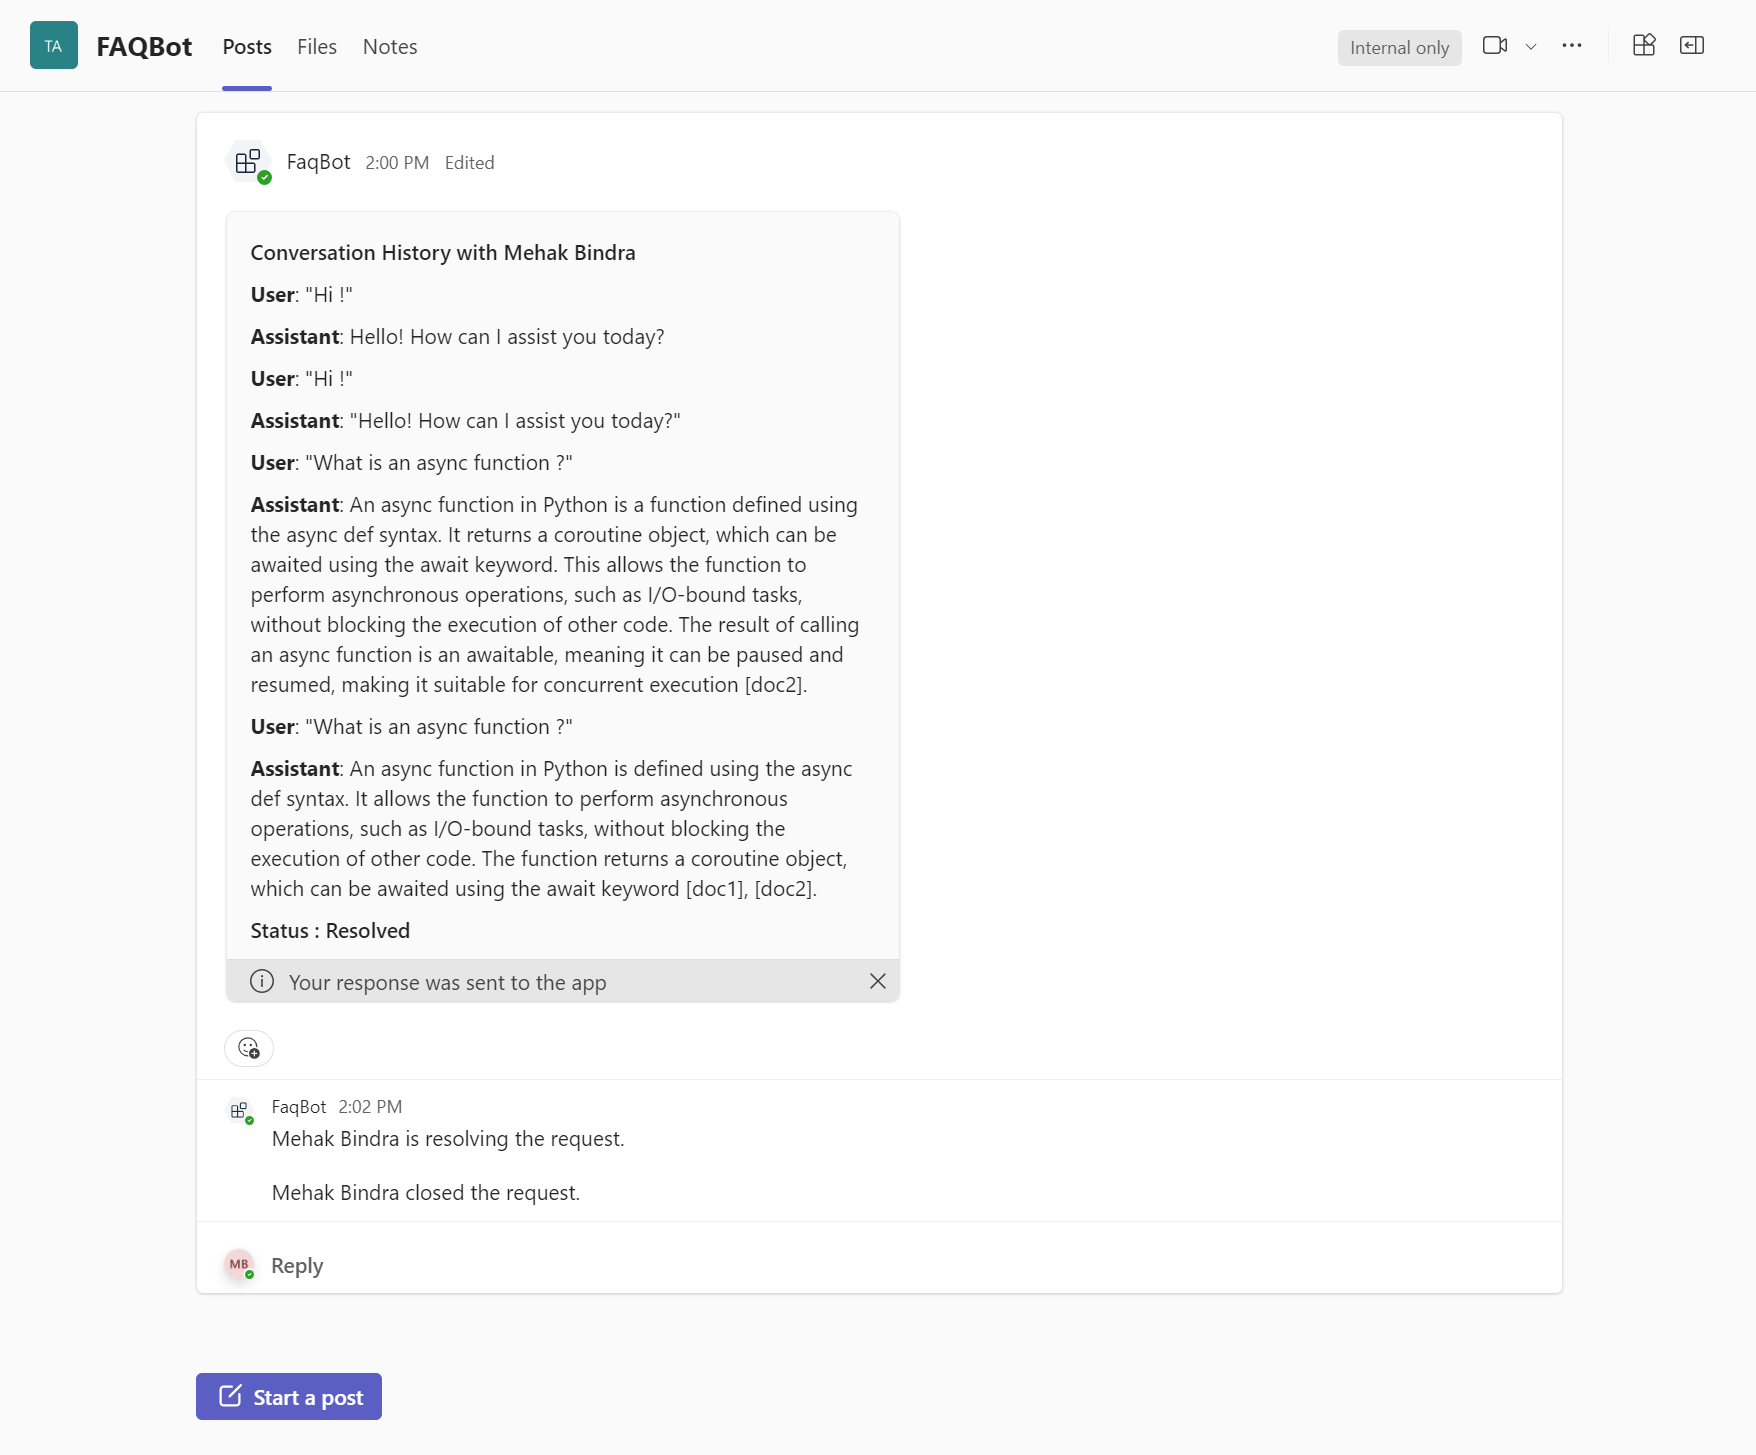 TA
FAQBot
Posts
Files
Notes
Internal only
FaqBot 2:00 PM Edited
Conversation History with Mehak Bindra
User: "Hi !"
Assistant: Hello! How can I assist you today?
User: "Hi !"
Assistant: "Hello! How can I assist you today?"
User: "What is an async function ?"
Assistant: An async function in Python is a function defined using
the async def syntax. It returns a coroutine object, which can be
awaited using the await keyword. This allows the function to
perform asynchronous operations, such as I/O-bound tasks,
without blocking the execution of other code. The result of calling
an async function is an awaitable, meaning it can be paused and
resumed, making it suitable for concurrent execution [doc2].
User: "What is an async function ?"
Assistant: An async function in Python is defined using the async
def syntax. It allows the function to perform asynchronous
operations, such as I/O-bound tasks, without blocking the
execution of other code. The function returns a coroutine object,
which can be awaited using the await keyword [doc1], [doc2].
Status : Resolved
Your response was sent to the app
FaqBot 2:02 PM
Mehak Bindra is resolving the request.
Mehak Bindra closed the request.
MB
Reply
Start a post